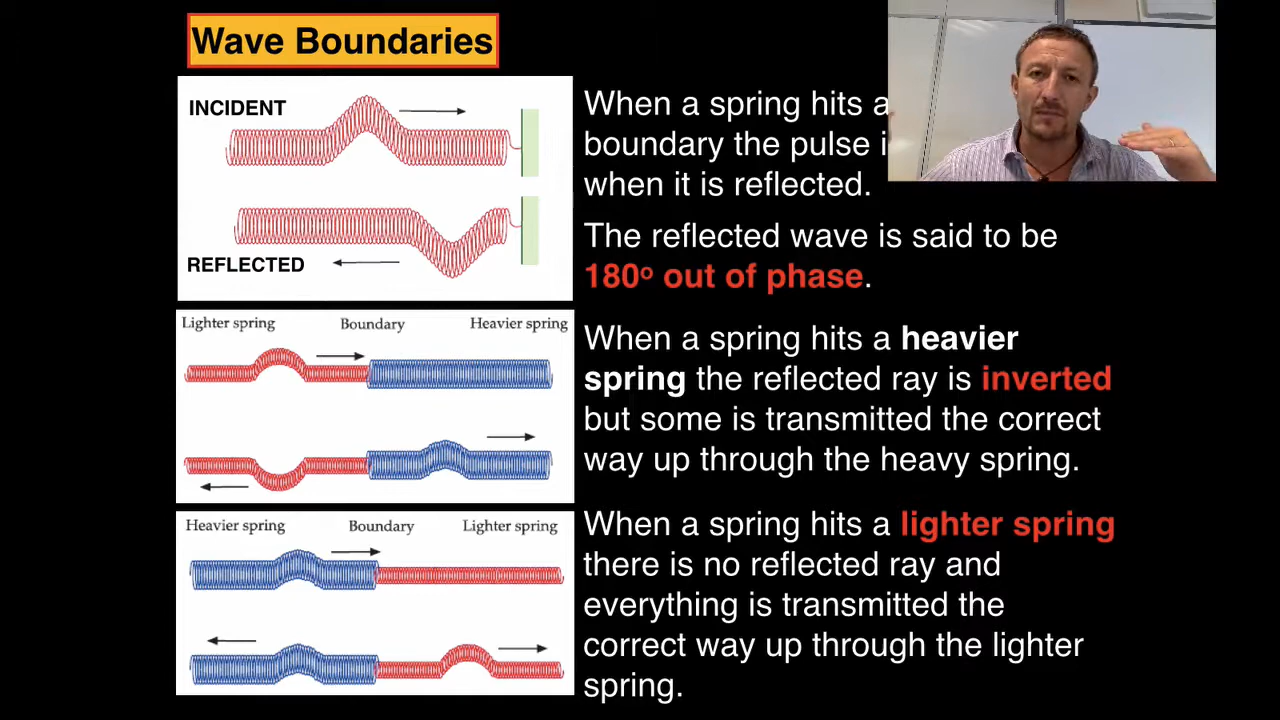 Wave Boundaries
INCIDENT
REFLECTED
When a spring hits a
boundary the pulse
when it is reflected.
The reflected wave is said to be
180º out of phase.
Lighter spring Boundary Heavier spring
When a spring hits a heavier
spring the reflected ray is inverted
but some is transmitted the correct
way up through the heavy spring.
Heavier spring Boundary Lighter spring
When a spring hits a lighter spring
there is no reflected ray and
everything is transmitted the
correct way up through the lighter
spring.